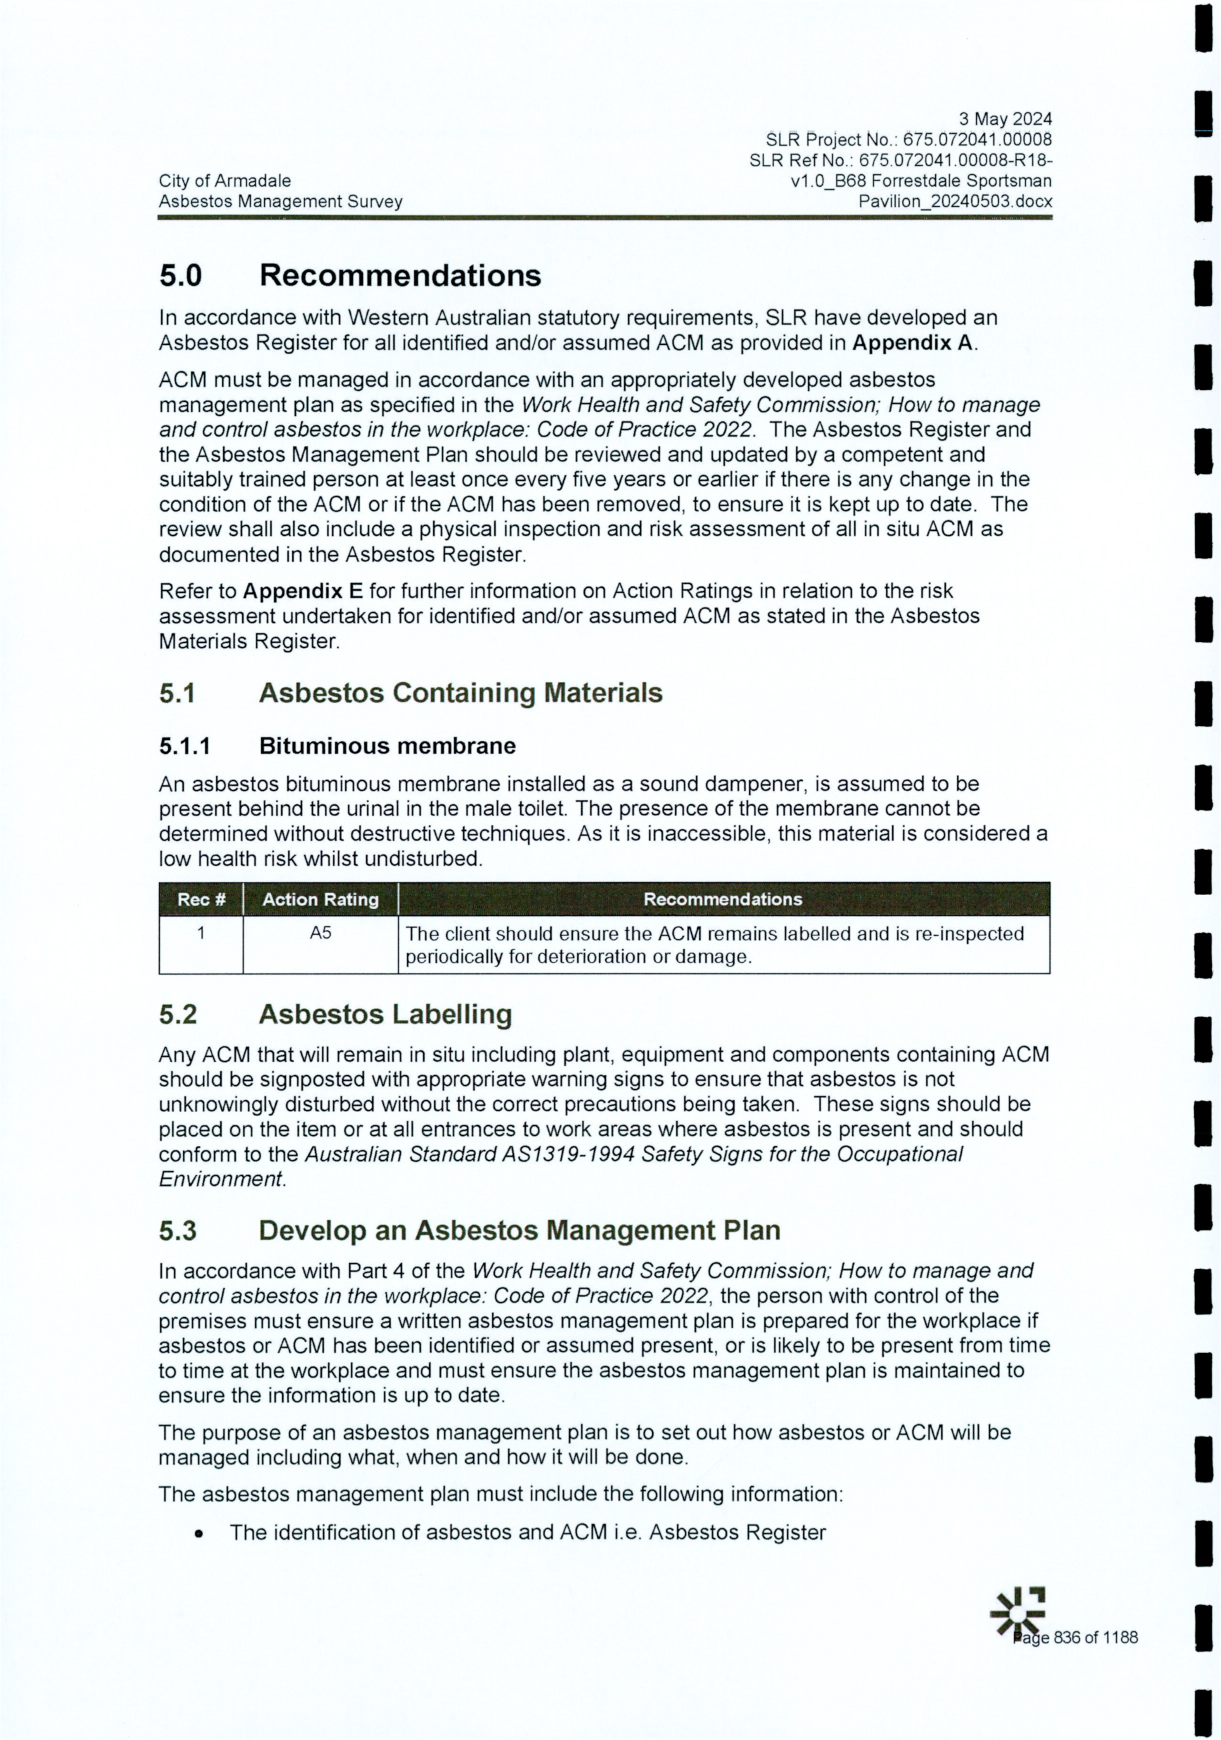 3 May 2024
SLR Project No.: 675.072041.00008
SLR Ref No.: 675.072041.00008-R18-
City of Armadale
v1.0_B68 Forrestdale Sportsman
Asbestos Management Survey
Pavilion_20240503.docx
5.0 Recommendations
In accordance with Western Australian statutory requirements, SLR have developed an
Asbestos Register for all identified and/or assumed ACM as provided in Appendix A.
ACM must be managed in accordance with an appropriately developed asbestos
management plan as specified in the Work Health and Safety Commission; How to manage
and control asbestos in the workplace: Code of Practice 2022. The Asbestos Register and
the Asbestos Management Plan should be reviewed and updated by a competent and
suitably trained person at least once every five years or earlier if there is any change in the
condition of the ACM or if the ACM has been removed, to ensure it is kept up to date. The
review shall also include a physical inspection and risk assessment of all in situ ACM as
documented in the Asbestos Register.
Refer to Appendix E for further information on Action Ratings in relation to the risk
assessment undertaken for identified and/or assumed ACM as stated in the Asbestos
Materials Register.
5.1 Asbestos Containing Materials
5.1.1 Bituminous membrane
An asbestos bituminous membrane installed as a sound dampener, is assumed to be
present behind the urinal in the male toilet. The presence of the membrane cannot be
determined without destructive techniques. As it is inaccessible, this material is considered a
low health risk whilst undisturbed.
Rec # Action Rating Recommendations
1 A5 The client should ensure the ACM remains labelled and is re-inspected
periodically for deterioration or damage.
5.2 Asbestos Labelling
Any ACM that will remain in situ including plant, equipment and components containing ACM
should be signposted with appropriate warning signs to ensure that asbestos is not
unknowingly disturbed without the correct precautions being taken. These signs should be
placed on the item or at all entrances to work areas where asbestos is present and should
conform to the Australian Standard AS1319-1994 Safety Signs for the Occupational
Environment.
5.3 Develop an Asbestos Management Plan
In accordance with Part 4 of the Work Health and Safety Commission; How to manage and
control asbestos in the workplace: Code of Practice 2022, the person with control of the
premises must ensure a written asbestos management plan is prepared for the workplace if
asbestos or ACM has been identified or assumed present, or is likely to be present from time
to time at the workplace and must ensure the asbestos management plan is maintained to
ensure the information is up to date.
The purpose of an asbestos management plan is to set out how asbestos or ACM will be
managed including what, when and how it will be done.
The asbestos management plan must include the following information:
• The identification of asbestos and ACM i.e. Asbestos Register
Page 836 of 1188